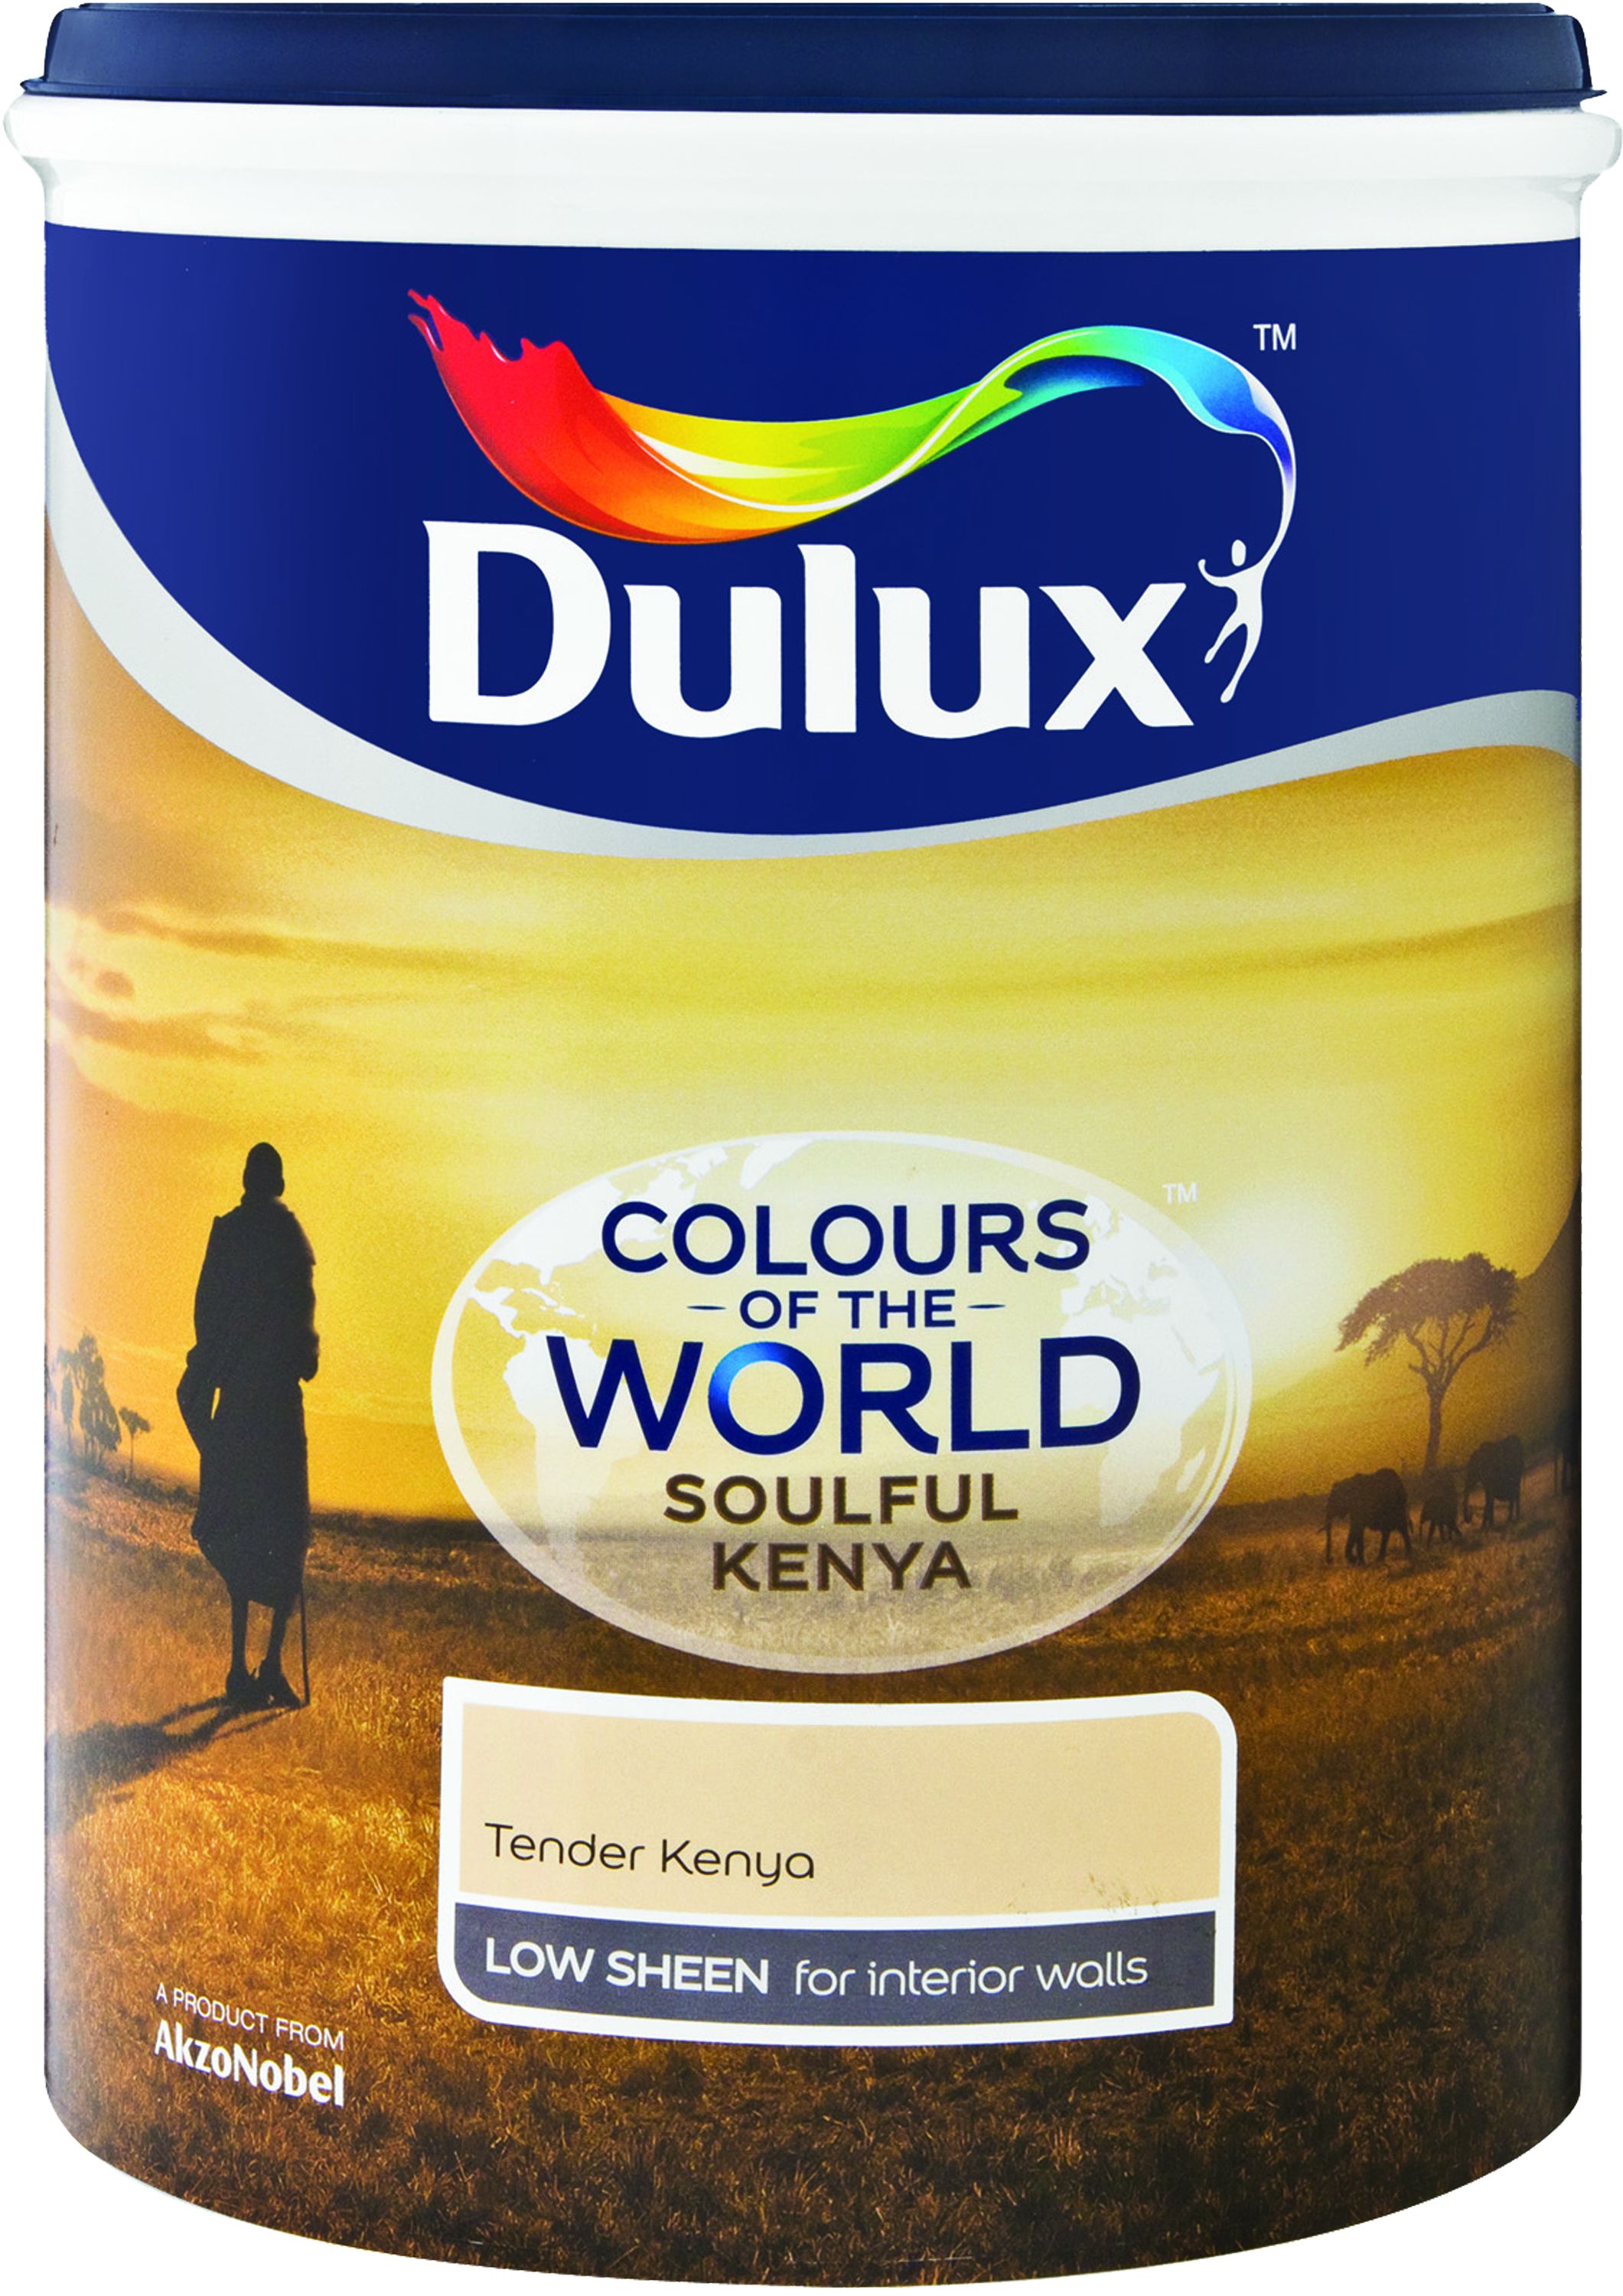 TM
Dulux
COLOURS
TM
OF THE
WORLD
SOULFUL
KENYA
Tender Kenya
LOW SHEEN for interior walls
A PRODUCT FROM
AkzoNobel